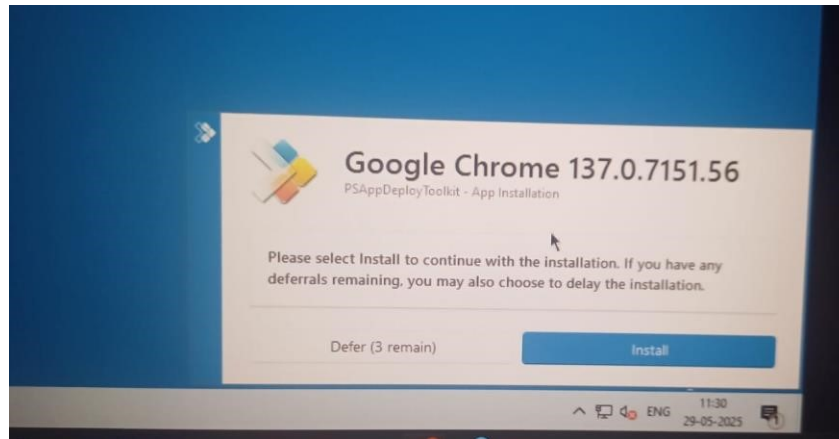 Google Chrome 137.0.7151.56
PSAppDeployToolkit - App Installation
Please select Install to continue with the installation. If you have any
deferrals remaining, you may also choose to delay the installation.
Defer (3 remain)
Install
ENG
11:30
29-05-2025
1